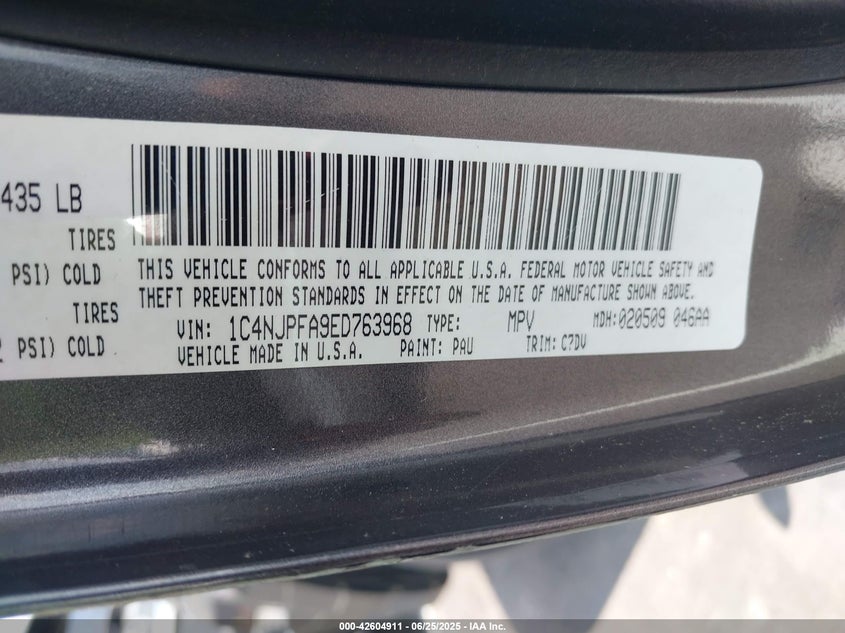 435 LB
TIRES
PSI) COLD
TIRES
PSI) COLD
THIS VEHICLE CONFORMS TO ALL APPLICABLE U.S.A. FEDERAL MOTOR VEHICLE SAFETY AND
THEFT PREVENTION STANDARDS IN EFFECT ON THE DATE OF MANUFACTURE SHOWN ABOVE.
VIN: 1C4NJPFA9ED763968 TYPE: MPV MDH:020509 046AA
VEHICLE MADE IN U.S.A. PAINT: PAU TRIM: C7DV
000-42604911 - 06/25/2025 - IAA Inc.